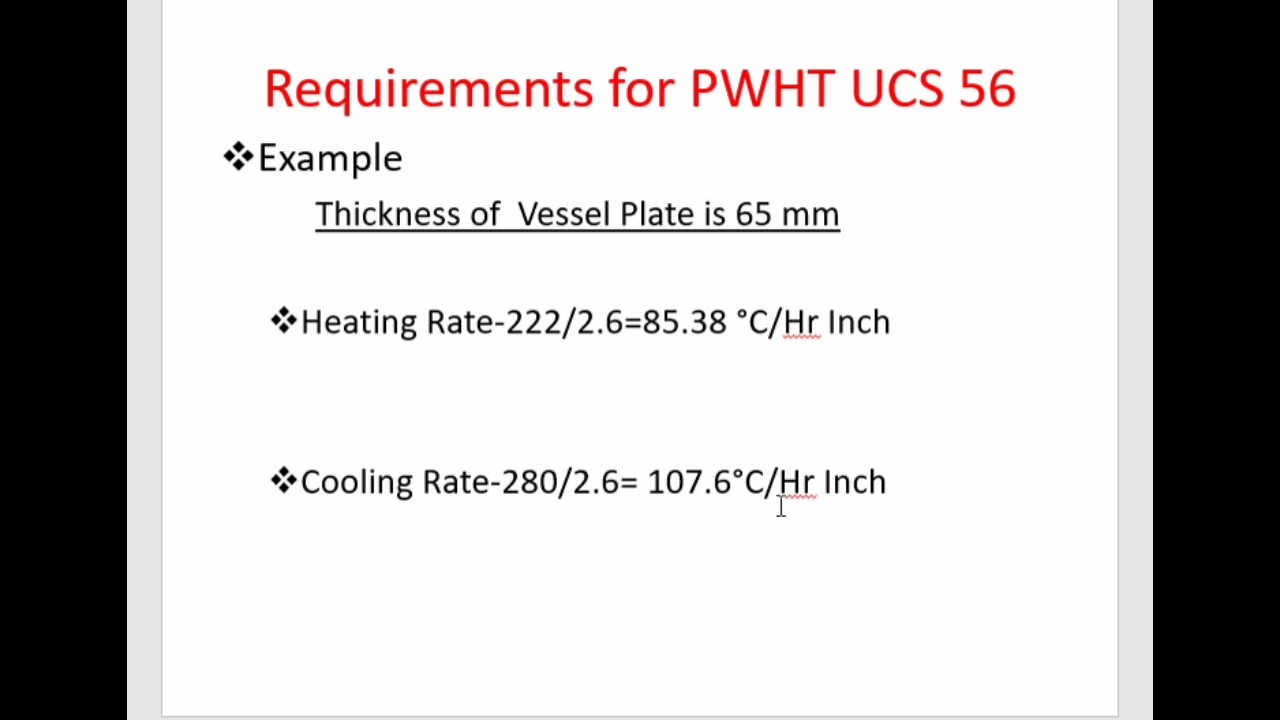 Requirements for PWHT UCS 56
❖Example
Thickness of Vessel Plate is 65 mm
❖Heating Rate-222/2.6=85.38 °C/Hr Inch
❖Cooling Rate-280/2.6= 107.6°C/Hr Inch